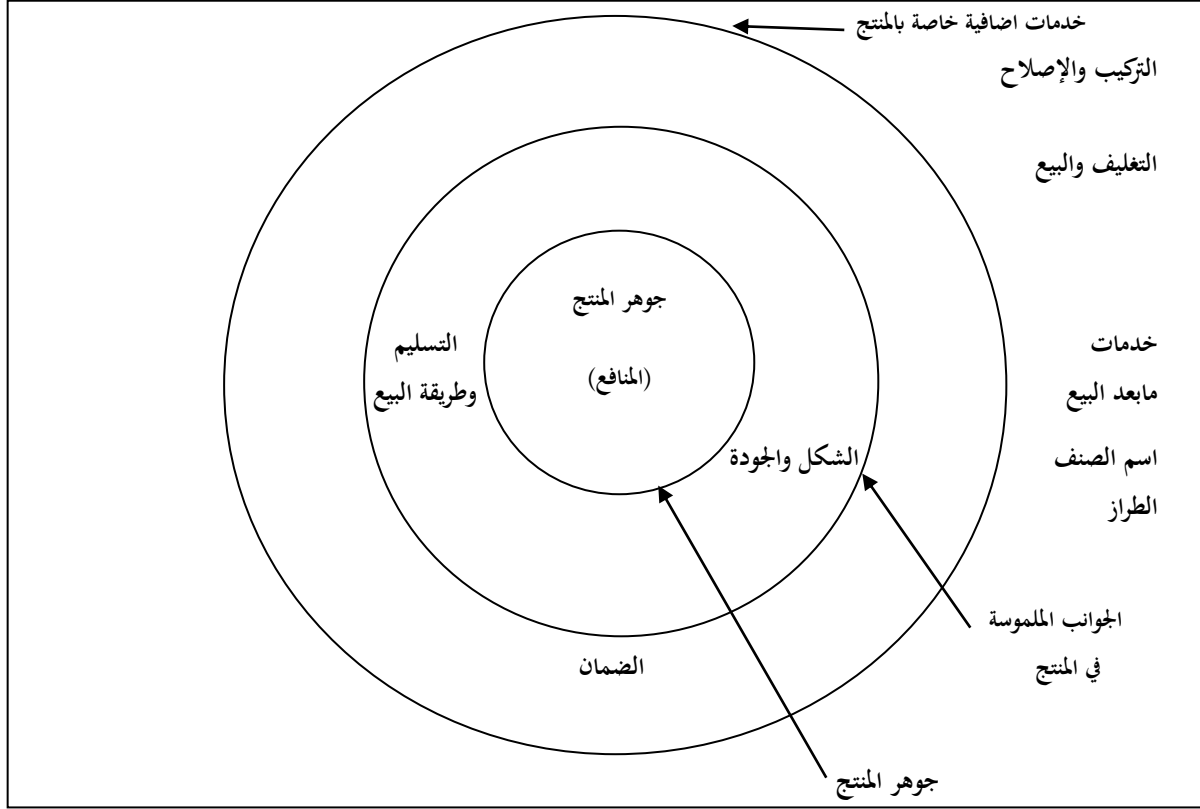 خدمات اضافية خاصة بالمنتج
التركيب والإصلاح
التغليف والبيع
جوهر المنتج
(المنافع)
خدمات
مابعد البيع
التسليم
وطريقة البيع
اسم الصنف
الطراز
الشكل والجودة
الجوانب الملموسة
في المنتج
الضمان
جوهر المنتج